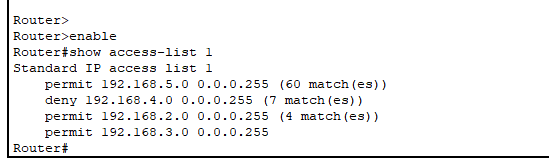 Router>
Router>enable
Router#show access-list 1
Standard IP access list 1
    permit 192.168.5.0 0.0.0.255 (60 match(es))
    deny 192.168.4.0 0.0.0.255 (7 match(es))
    permit 192.168.2.0 0.0.0.255 (4 match(es))
    permit 192.168.3.0 0.0.0.255
Router#